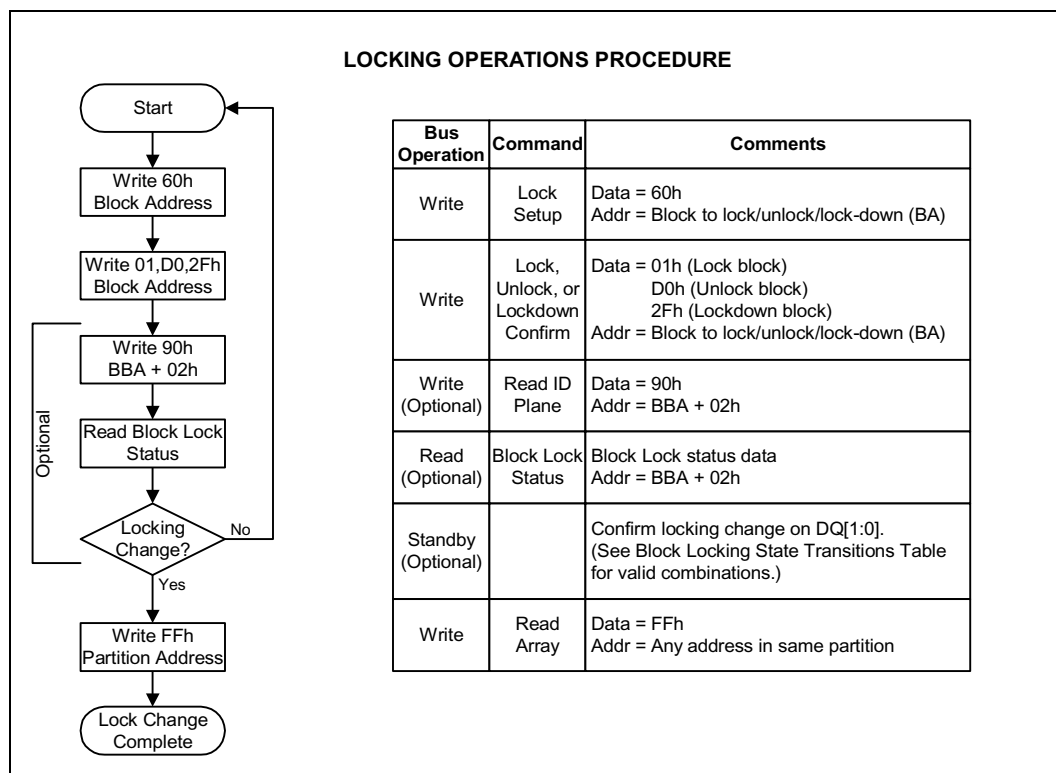 LOCKING OPERATIONS PROCEDURE
Start
Write 60h
Block Address
Write 01,D0,2Fh
Block Address
Optional
Write 90h
BBA + 02h
Read Block Lock
Status
Locking
Change?
No
Yes
Write FFh
Partition Address
Lock Change
Complete
Bus
Operation
Command
Comments
Write
Lock
Setup
Data = 60h
Addr = Block to lock/unlock/lock-down (BA)
Write
Lock,
Unlock, or
Lockdown
Confirm
Data = 01h (Lock block)
D0h (Unlock block)
2Fh (Lockdown block)
Addr = Block to lock/unlock/lock-down (BA)
Write
(Optional)
Read ID
Plane
Data = 90h
Addr = BBA + 02h
Read
(Optional)
Block Lock
Status
Block Lock status data
Addr = BBA + 02h
Standby
(Optional)
Confirm locking change on DQ[1:0].
(See Block Locking State Transitions Table
for valid combinations.)
Write
Read
Array
Data = FFh
Addr = Any address in same partition